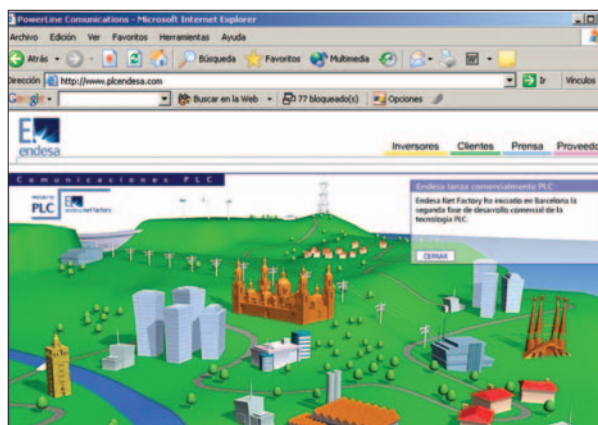 PowerLine Comunications - Microsoft Internet Explorer
Archivo Edición Ver Favoritos Herramientas Ayuda
Atrás Búsqueda Favoritos Multimedia
Dirección http://www.plcendesa.com Ir Vínculos
Google Buscar en la Web 77 bloqueado(s) Opciones
E.
endesa
Inversores Clientes Prensa Proveedo
Comunicaciones PLC
PLC endesa net factory
Endesa lanza comercialmente PLC
Endesa Net Factory ha iniciado en Barcelona la
segunda fase de desarrollo comercial de la
tecnología PLC.
CERRAR